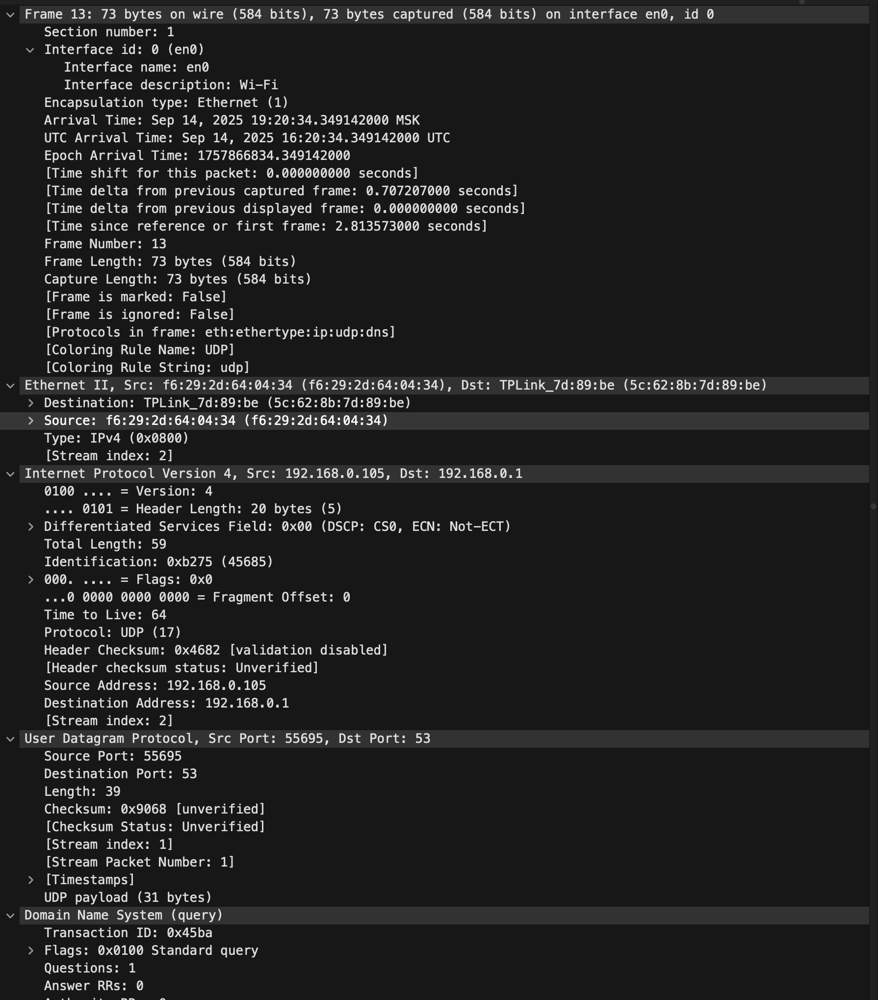 Frame 13: 73 bytes on wire (584 bits), 73 bytes captured (584 bits) on interface en0, id 0
Section number: 1
Interface id: 0 (en0)
Interface name: en0
Interface description: Wi-Fi
Encapsulation type: Ethernet (1)
Arrival Time: Sep 14, 2025 19:20:34.349142000 MSK
UTC Arrival Time: Sep 14, 2025 16:20:34.349142000 UTC
Epoch Arrival Time: 1757866834.349142000
[Time shift for this packet: 0.000000000 seconds]
[Time delta from previous captured frame: 0.707207000 seconds]
[Time delta from previous displayed frame: 0.000000000 seconds]
[Time since reference or first frame: 2.813573000 seconds]
Frame Number: 13
Frame Length: 73 bytes (584 bits)
Capture Length: 73 bytes (584 bits)
[Frame is marked: False]
[Frame is ignored: False]
[Protocols in frame: eth:ethertype:ip:udp:dns]
[Coloring Rule Name: UDP]
[Coloring Rule String: udp]
Ethernet II, Src: f6:29:2d:64:04:34 (f6:29:2d:64:04:34), Dst: TPLink_7d:89:be (5c:62:8b:7d:89:be)
Destination: TPLink_7d:89:be (5c:62:8b:7d:89:be)
Source: f6:29:2d:64:04:34 (f6:29:2d:64:04:34)
Type: IPv4 (0x0800)
[Stream index: 2]
Internet Protocol Version 4, Src: 192.168.0.105, Dst: 192.168.0.1
0100 .... = Version: 4
.... 0101 = Header Length: 20 bytes (5)
Differentiated Services Field: 0x00 (DSCP: CS0, ECN: Not-ECT)
Total Length: 59
Identification: 0xb275 (45685)
000. .... = Flags: 0x0
...0 0000 0000 0000 = Fragment Offset: 0
Time to Live: 64
Protocol: UDP (17)
Header Checksum: 0x4682 [validation disabled]
[Header checksum status: Unverified]
Source Address: 192.168.0.105
Destination Address: 192.168.0.1
[Stream index: 2]
User Datagram Protocol, Src Port: 55695, Dst Port: 53
Source Port: 55695
Destination Port: 53
Length: 39
Checksum: 0x9068 [unverified]
[Checksum Status: Unverified]
[Stream index: 1]
[Stream Packet Number: 1]
[Timestamps]
UDP payload (31 bytes)
Domain Name System (query)
Transaction ID: 0x45ba
Flags: 0x0100 Standard query
Questions: 1
Answer RRs: 0